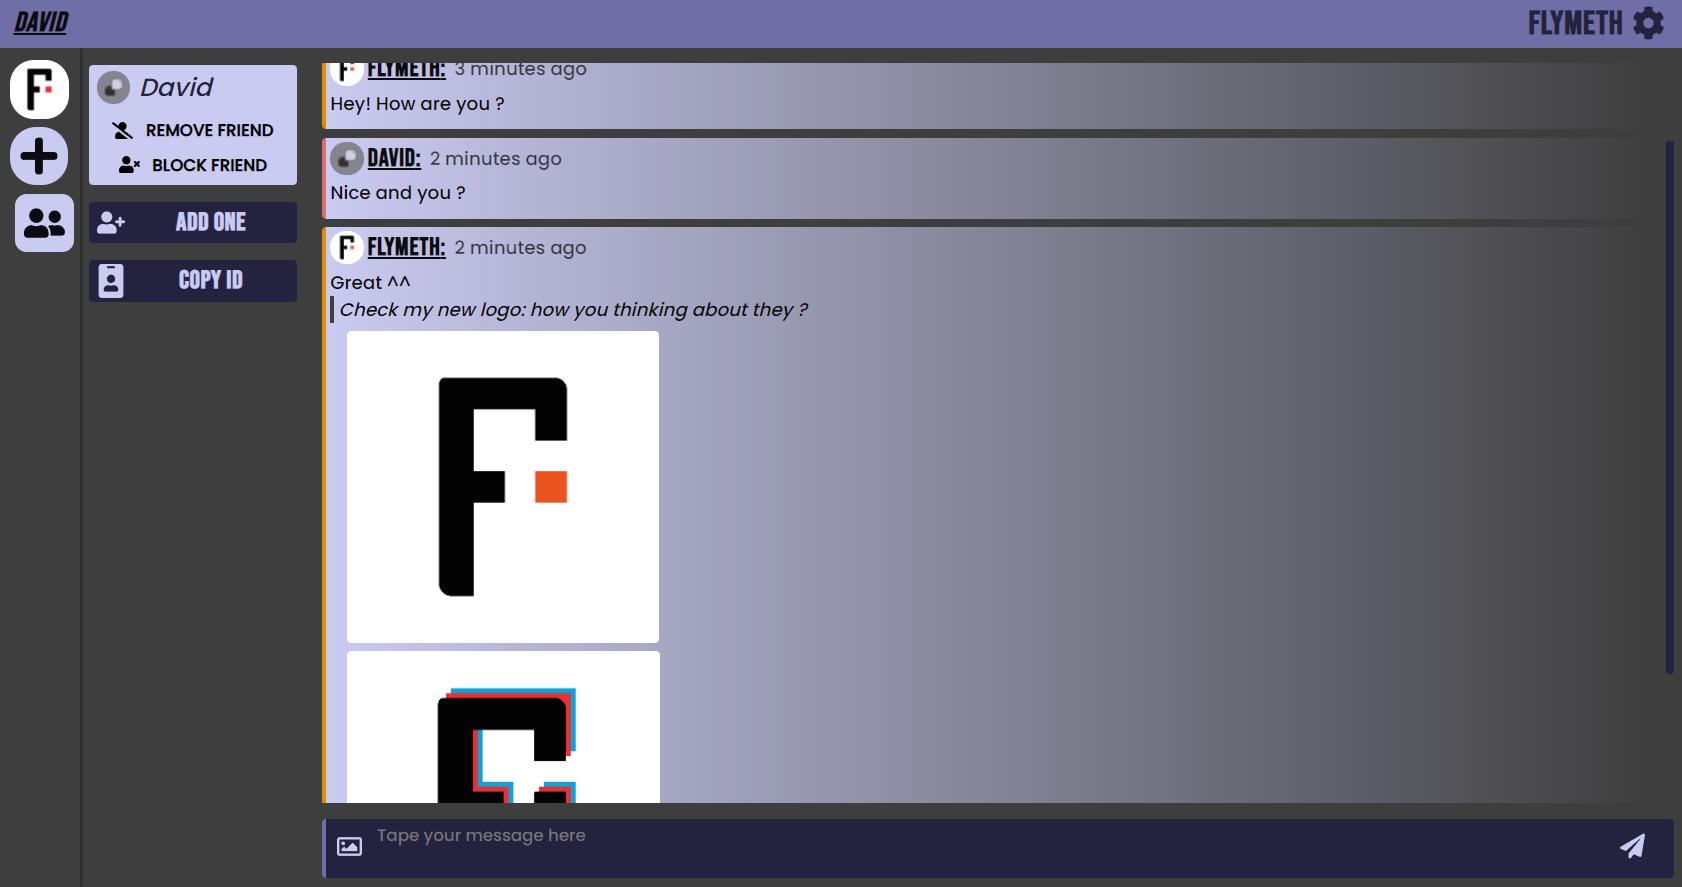 DAVID
FLYMETH
David
REMOVE FRIEND
BLOCK FRIEND
ADD ONE
COPY ID
FLYMETH: 3 minutes ago
Hey! How are you ?
DAVID: 2 minutes ago
Nice and you ?
FLYMETH: 2 minutes ago
Great ^^
Check my new logo: how you thinking about they ?
Tape your message here